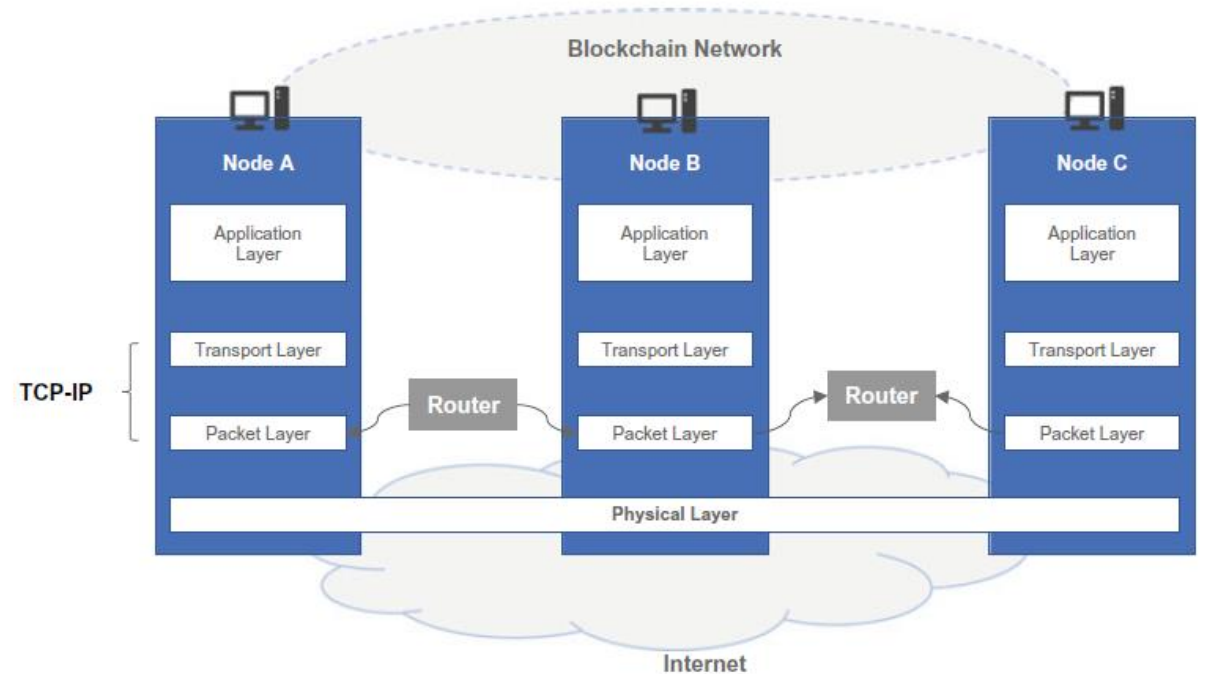 Blockchain Network
Node A
Node B
Node C
Application
Layer
Application
Layer
Application
Layer
Transport Layer
Transport Layer
Transport Layer
TCP-IP
Router
Router
Packet Layer
Packet Layer
Packet Layer
Physical Layer
Internet